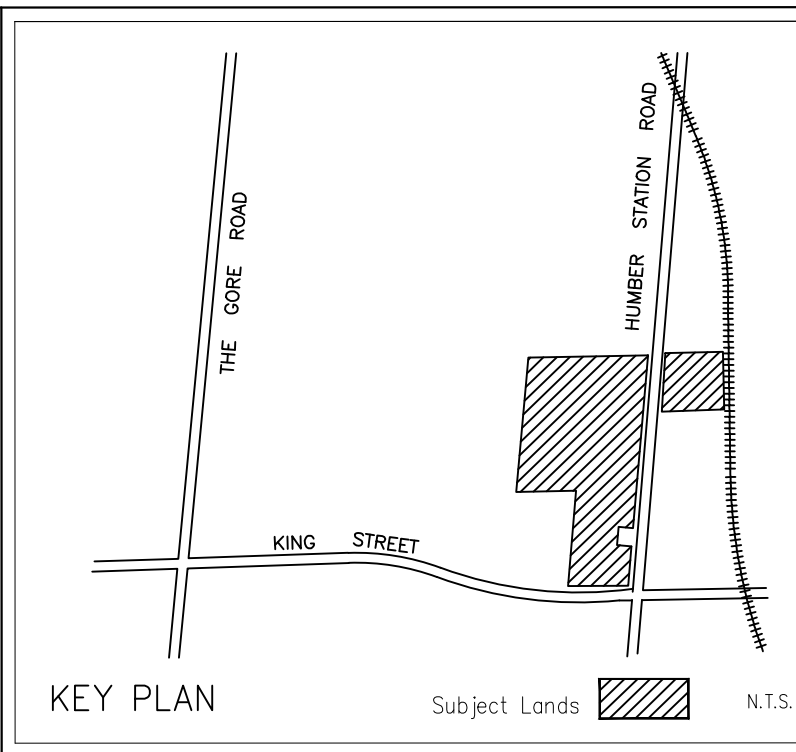 THE GORE ROAD
HUMBER STATION ROAD
KING STREET
KEY PLAN
Subject Lands
N.T.S.